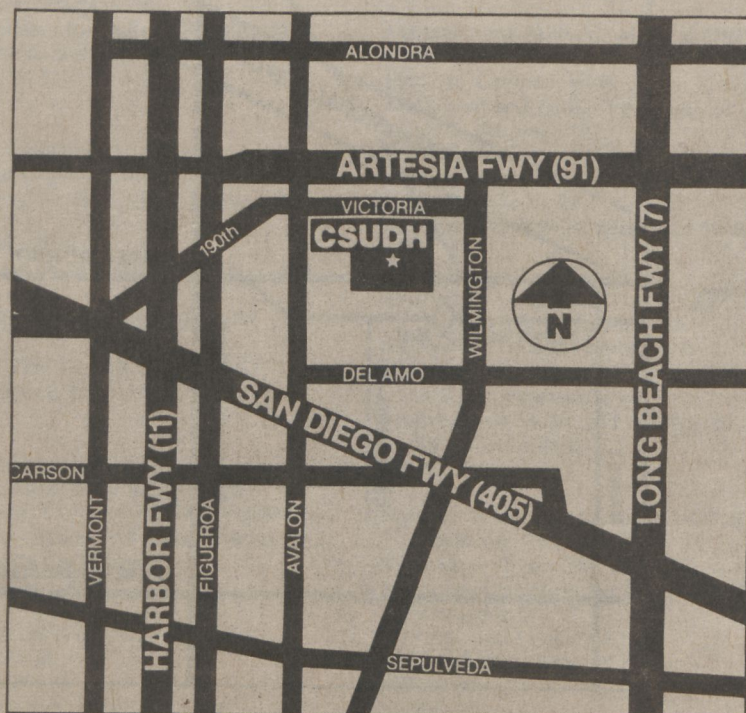 ALONDRA
ARTESIA FWY (91)
VICTORIA
190th
CSUDH
WILMINGTON
N
LONG BEACH FWY (7)
DEL AMO
SAN DIEGO FWY (405)
CARSON
VERMONT
HARBOR FWY (11)
FIGUEROA
AVALON
SEPULVEDA